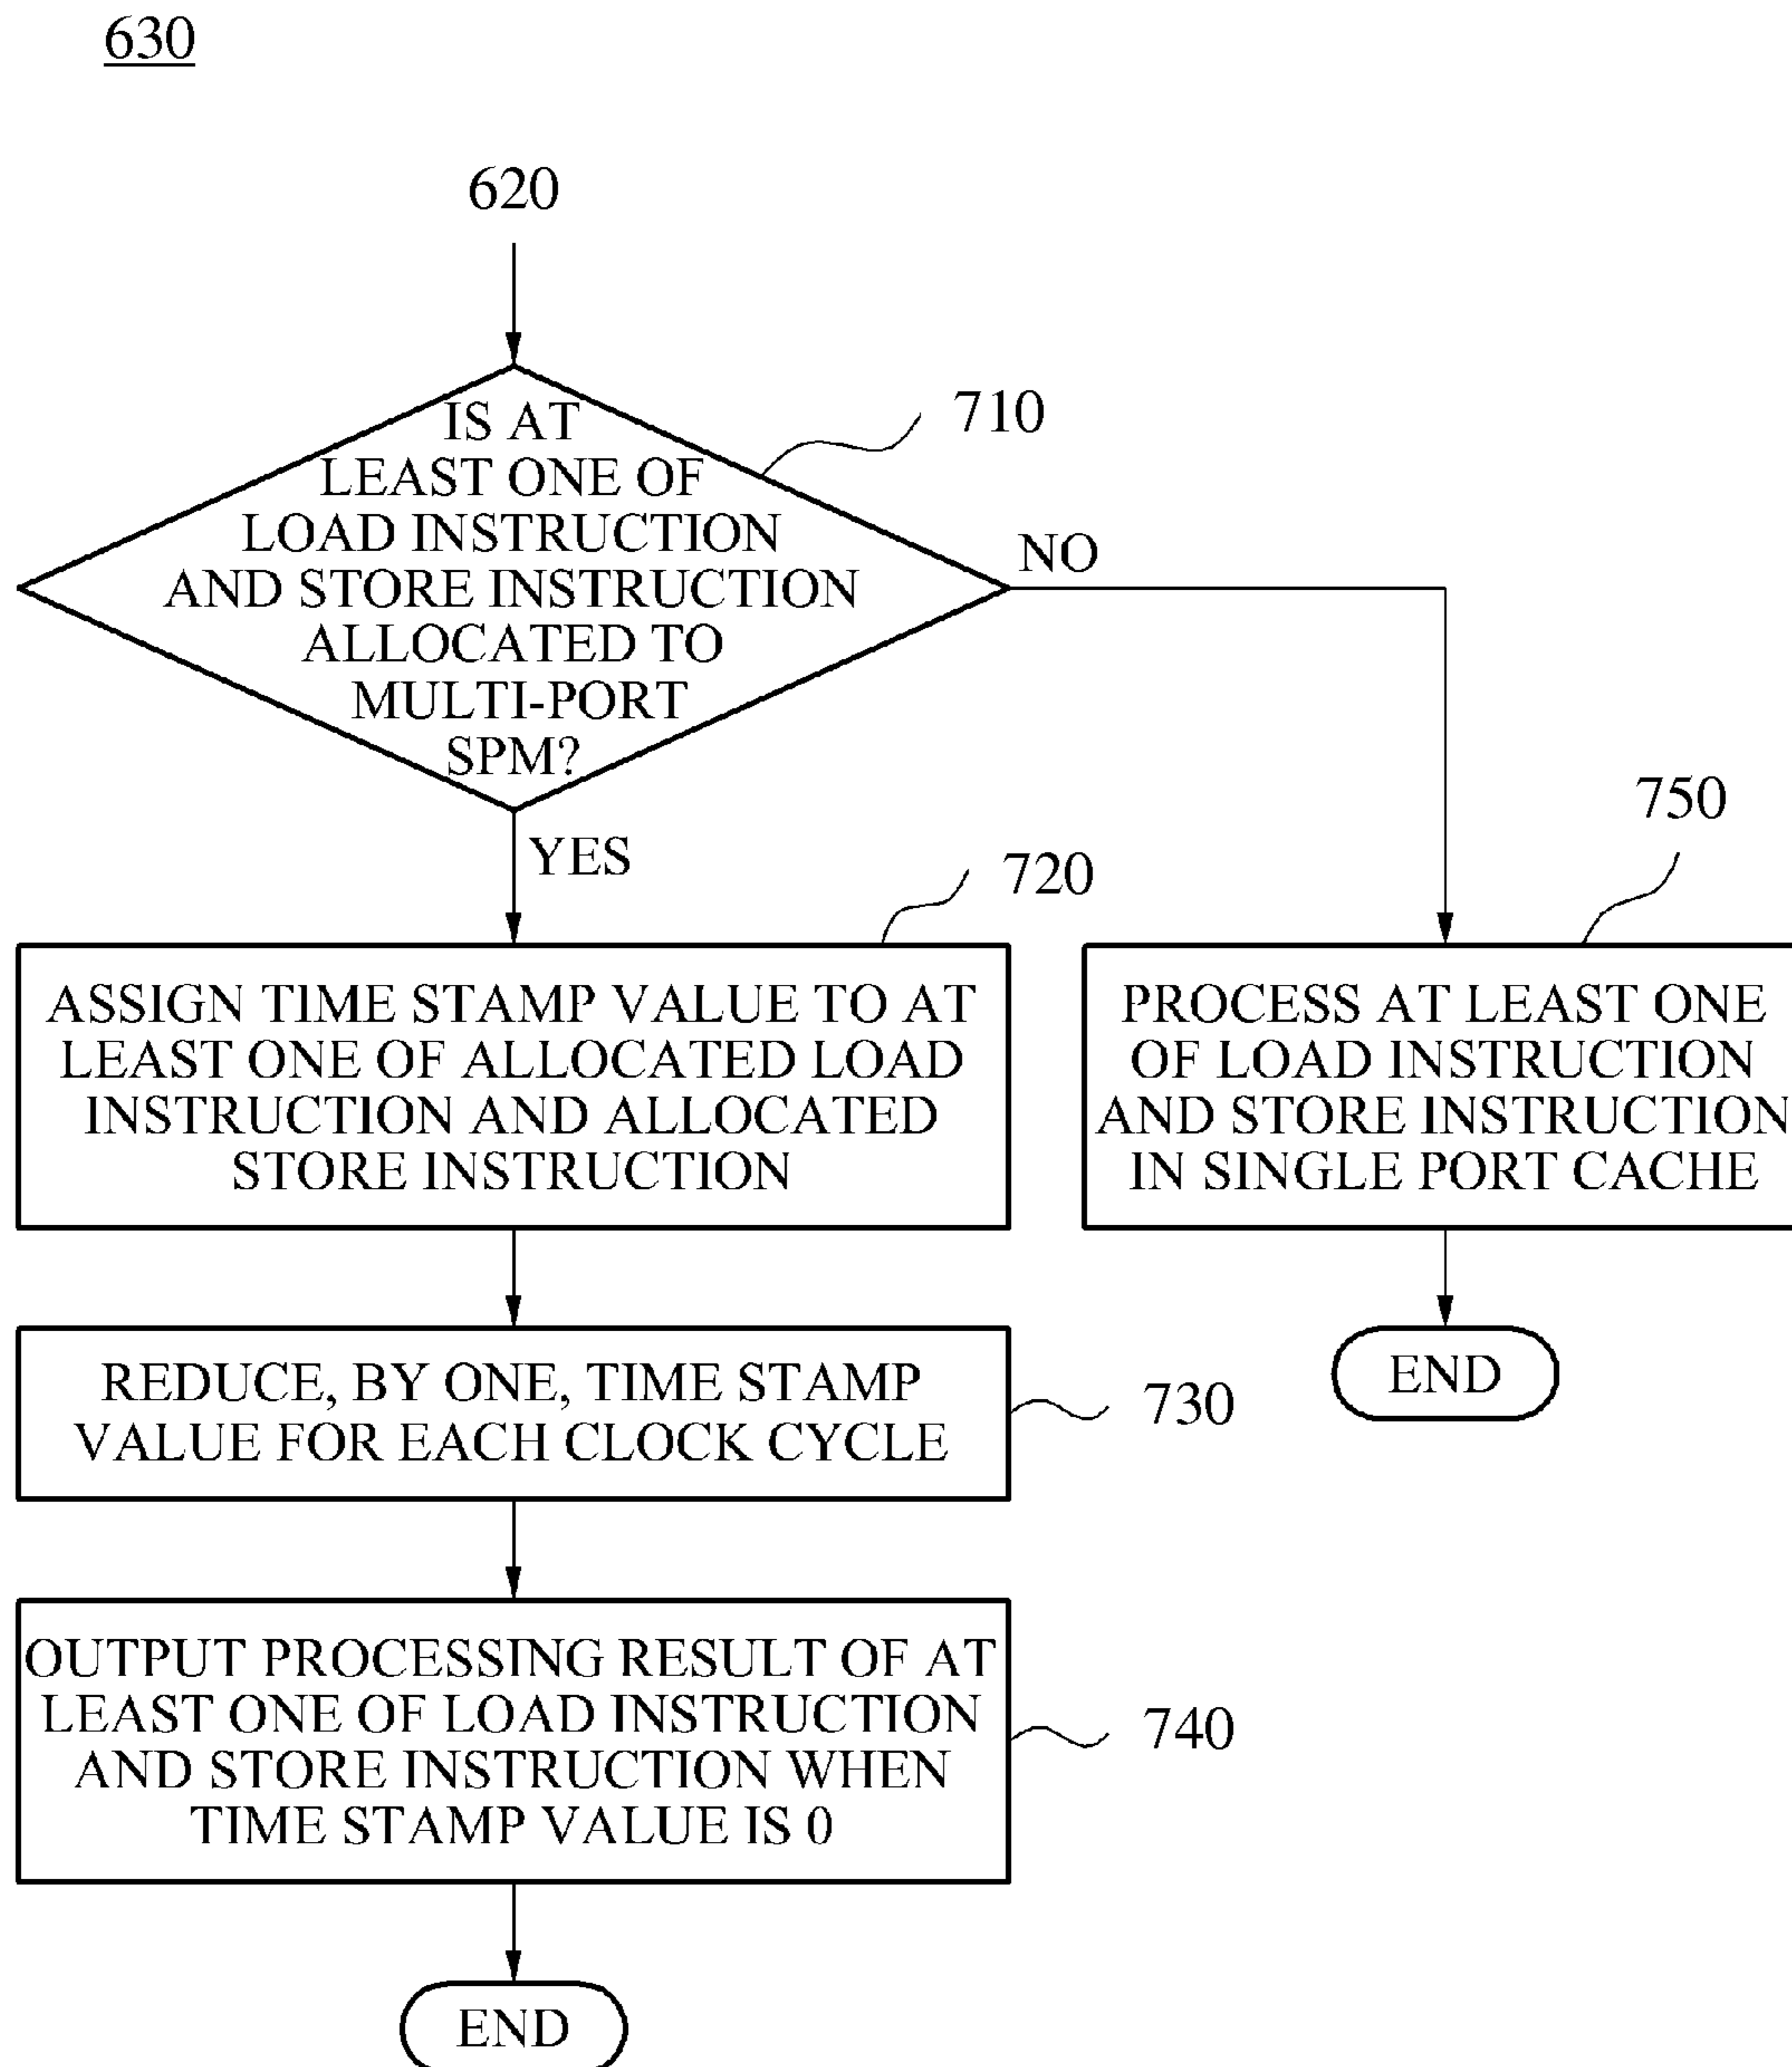 630
620
IS AT
LEAST ONE OF
LOAD INSTRUCTION
AND STORE INSTRUCTION
ALLOCATED TO
MULTI-PORT
SPM?
710
NO
YES
720
ASSIGN TIME STAMP VALUE TO AT
LEAST ONE OF ALLOCATED LOAD
INSTRUCTION AND ALLOCATED
STORE INSTRUCTION
750
PROCESS AT LEAST ONE
OF LOAD INSTRUCTION
AND STORE INSTRUCTION
IN SINGLE PORT CACHE
END
REDUCE, BY ONE, TIME STAMP
VALUE FOR EACH CLOCK CYCLE
730
OUTPUT PROCESSING RESULT OF AT
LEAST ONE OF LOAD INSTRUCTION
AND STORE INSTRUCTION WHEN
TIME STAMP VALUE IS 0
740
END